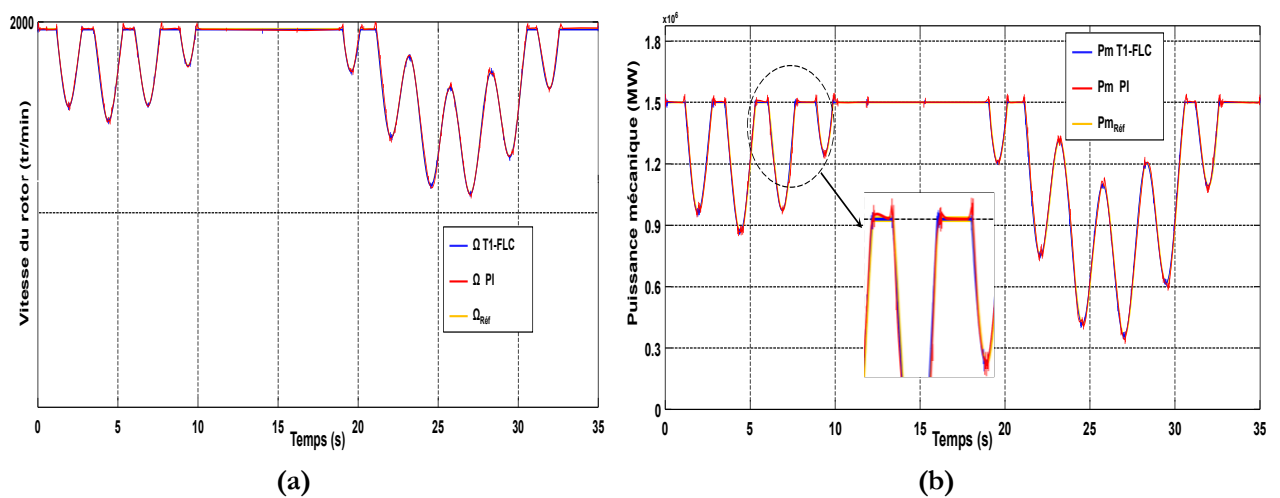 2000
Vitesse du rotor (tr/min)
Ω T1-FLC
Ω PI
ΩRéf
0 5 10 15 20 25 30 35
Temps (s)
(a)
x10⁶
1.8
1.5
1.2
0.9
0.6
0.3
0
Puissance mécanique (MW)
Pm T1-FLC
Pm PI
PmRéf
0 5 10 15 20 25 30 35
Temps (s)
(b)